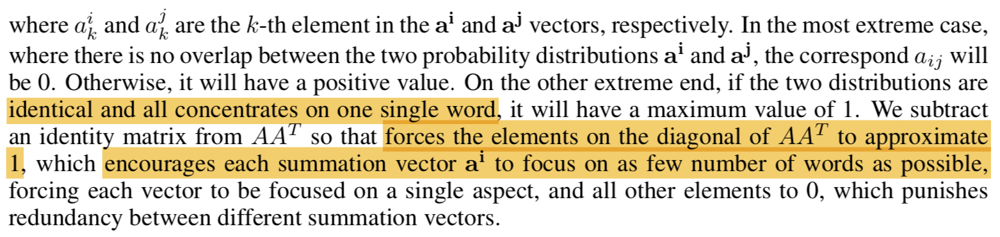 where a_k^i and a_k^j are the k-th element in the a^i and a^j vectors, respectively. In the most extreme case,
where there is no overlap between the two probability distributions a^i and a^j, the correspond a_{ij} will
be 0. Otherwise, it will have a positive value. On the other extreme end, if the two distributions are
identical and all concentrates on one single word, it will have a maximum value of 1. We subtract
an identity matrix from AA^T so that forces the elements on the diagonal of AA^T to approximate
1, which encourages each summation vector a^i to focus on as few number of words as possible,
forcing each vector to be focused on a single aspect, and all other elements to 0, which punishes
redundancy between different summation vectors.